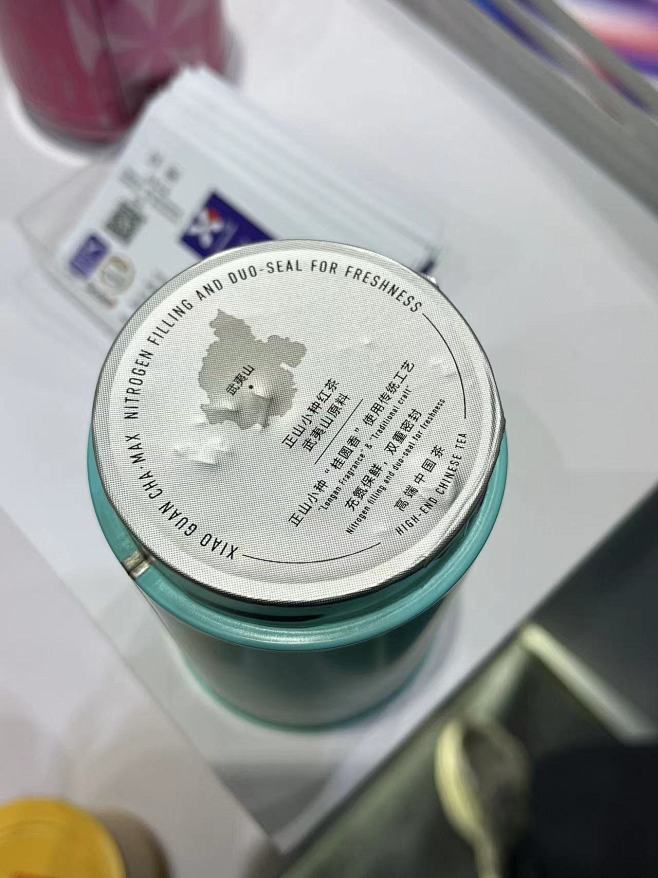 XIAO GUAN CHA·MAX NITROGEN FILLING AND DUO-SEAL FOR FRESHNESS
武夷山
正山小种红茶
武夷山原料
正山小种“桂圆香” 使用传统工艺
"Longan Fragrance" & "Traditional craft"
充氮保鲜，双重密封
Nitrogen filling and duo seal for freshness
高端中国茶
HIGH-END CHINESE TEA